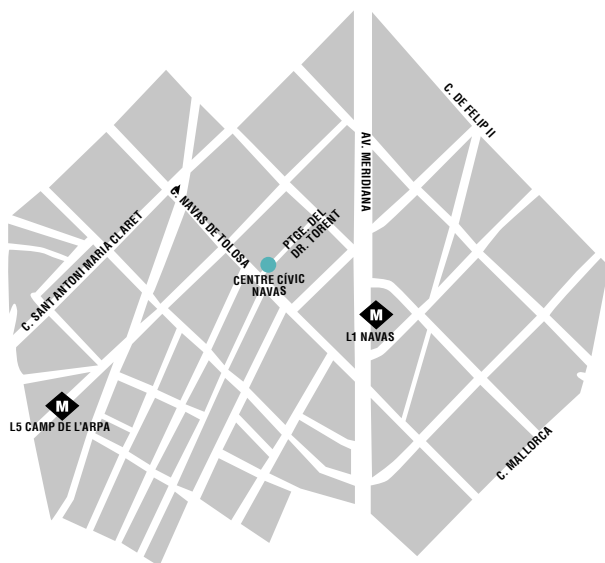 C. DE FELIP II
AV. MERIDIANA
C. NAVAS DE TOLOSA
PTGE. DEL
DR. TORENT
C. SANT ANTONI MARIA CLARET
CENTRE CÍVIC
NAVAS
M
L1 NAVAS
M
L5 CAMP DE L'ARPA
C. MALLORCA